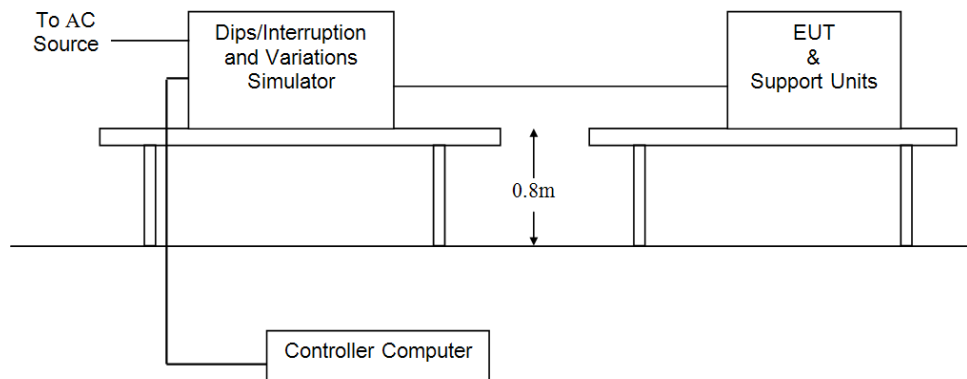 To AC
Source
Dips/Interruption
and Variations
Simulator
EUT
&
Support Units
0.8m
Controller Computer